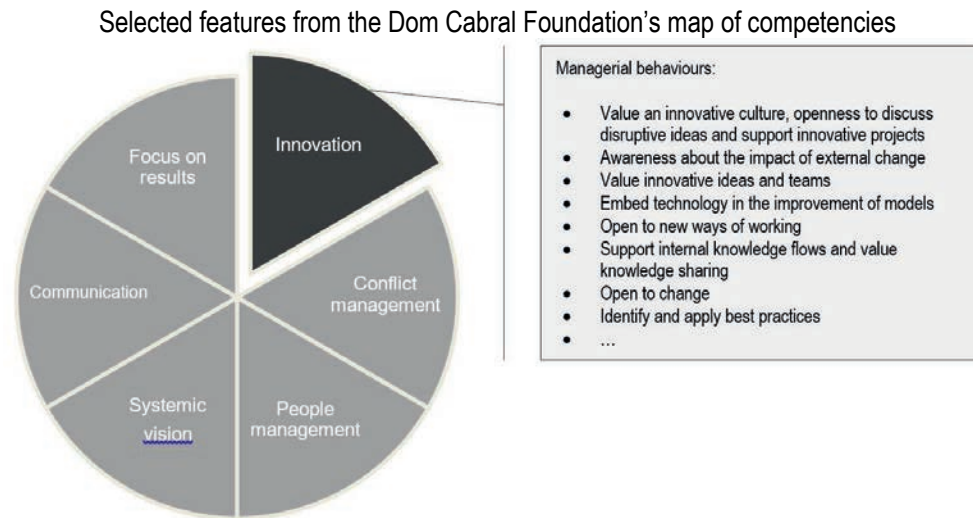 Selected features from the Dom Cabral Foundation's map of competencies
Innovation
Conflict
management
People
management
Systemic
vision
Communication
Focus on
results
Managerial behaviours:
• Value an innovative culture, openness to discuss
disruptive ideas and support innovative projects
• Awareness about the impact of external change
• Value innovative ideas and teams
• Embed technology in the improvement of models
• Open to new ways of working
• Support internal knowledge flows and value
knowledge sharing
• Open to change
• Identify and apply best practices
• …